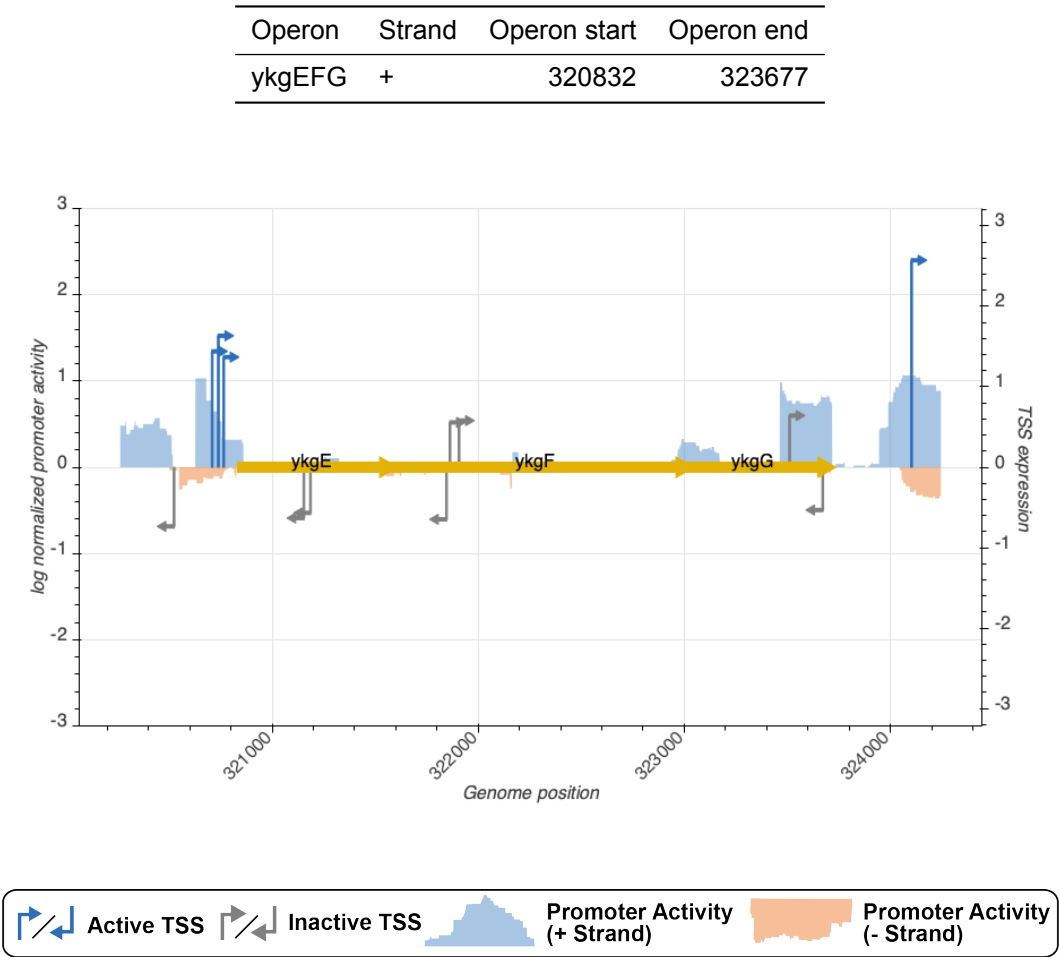 Operon Strand Operon start Operon end
ykgEFG + 320832 323677
3
2
1
0
-1
-2
-3
log normalized promoter activity
ykgE ykgF ykgG
3
2
1
0
-1
-2
-3
TSS expression
321000 322000 323000 324000
Genome position
Active TSS
Inactive TSS
Promoter Activity
(+ Strand)
Promoter Activity
(- Strand)